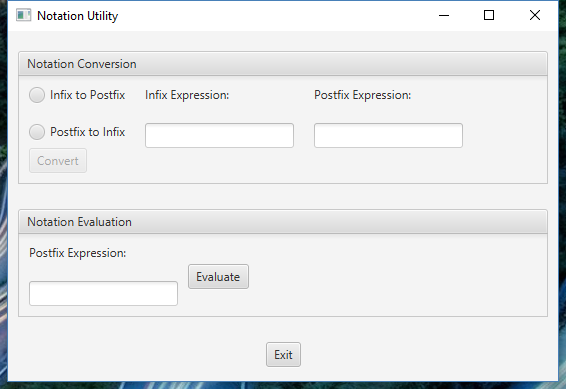 Notation Utility
Notation Conversion
Infix to Postfix
Infix Expression:
Postfix Expression:
Postfix to Infix
Convert
Notation Evaluation
Postfix Expression:
Evaluate
Exit